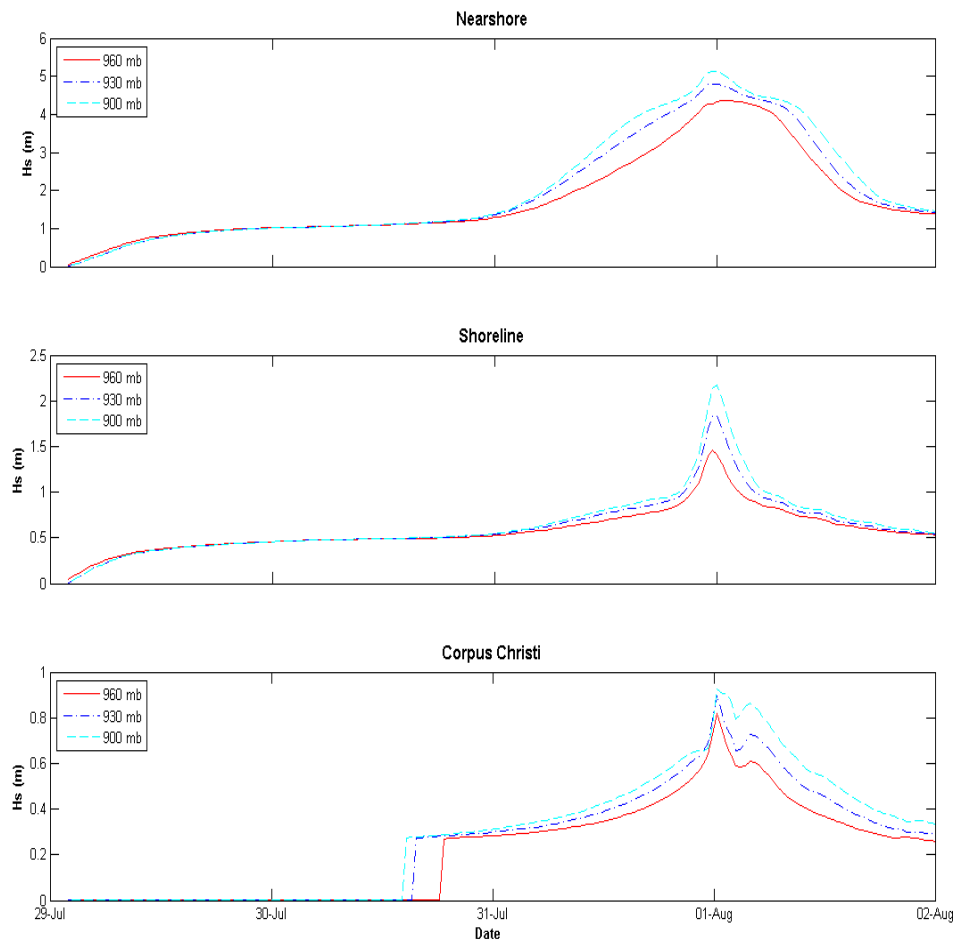 Nearshore
6
5
4
3
2
1
0
Hs (m)
960 mb
930 mb
900 mb
Shoreline
2.5
2
1.5
1
0.5
0
Hs (m)
960 mb
930 mb
900 mb
Corpus Christi
1
0.8
0.6
0.4
0.2
0
Hs (m)
960 mb
930 mb
900 mb
29-Jul 30-Jul 31-Jul 01-Aug 02-Aug
Date